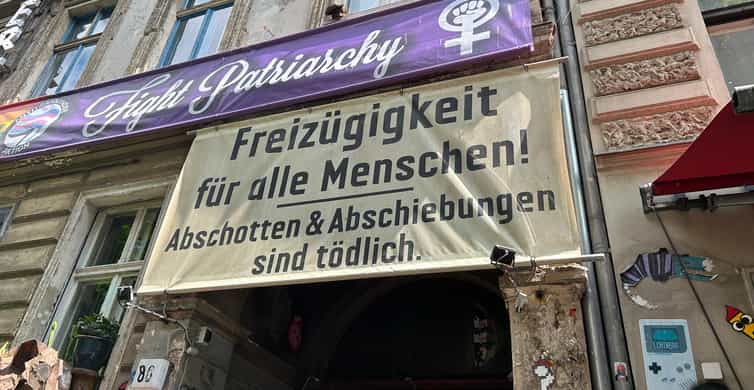 Fight Patriarchy
Freizügigkeit
für alle Menschen!
Abschotten & Abschiebungen
sind tödlich.
86